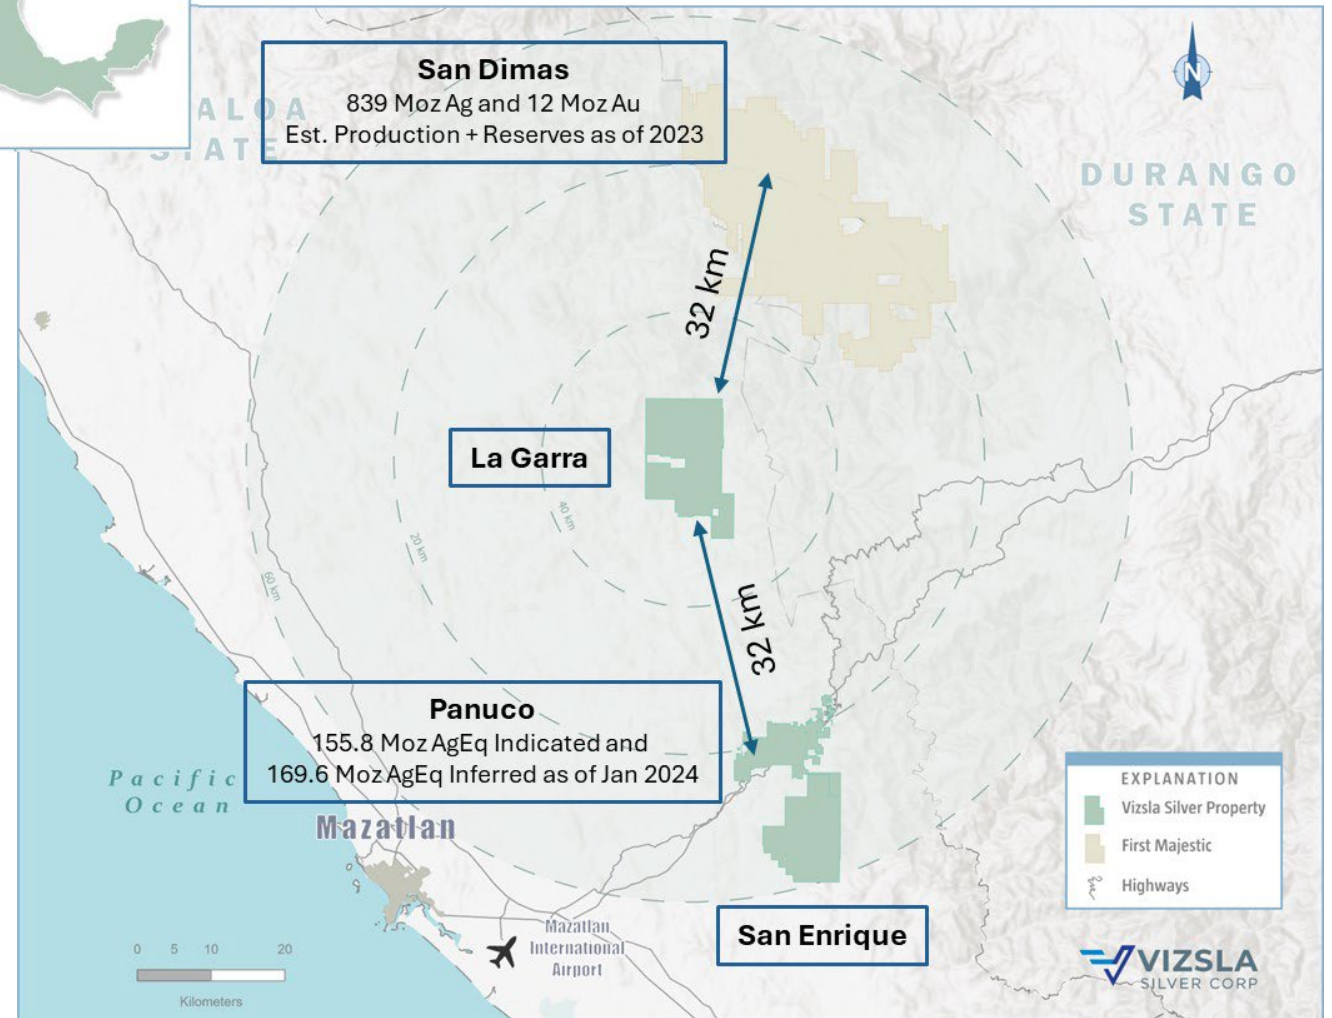 San Dimas
839 Moz Ag and 12 Moz Au
Est. Production + Reserves as of 2023
ALOA
STATE
N
DURANGO
STATE
32 km
La Garra
40 km
20 km
60 km
32 km
Panuco
155.8 Moz AgEq Indicated and
169.6 Moz AgEq Inferred as of Jan 2024
Pacific
Ocean
Mazatlan
EXPLANATION
Vizsla Silver Property
First Majestic
Highways
San Enrique
Mazatlan
International
Airport
0 5 10 20
Kilometers
VIZSLA
SILVER CORP